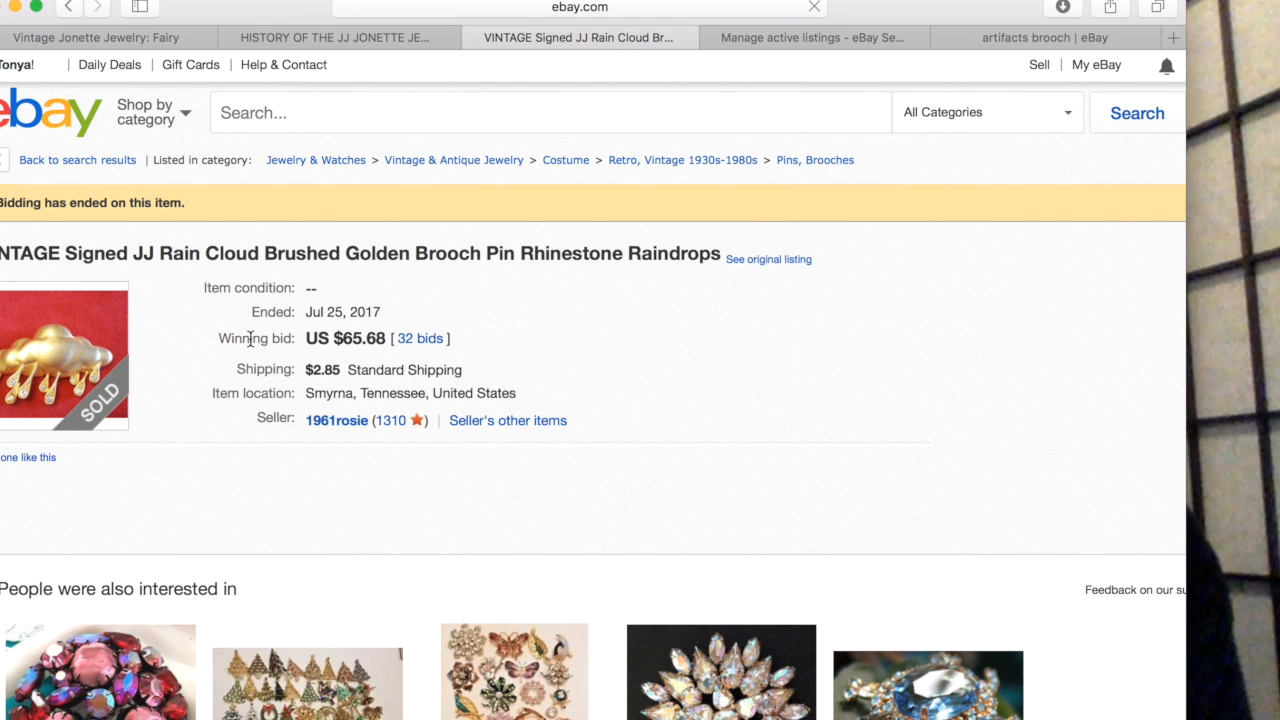 ebay.com
Vintage Jonette Jewelry: Fairy
HISTORY OF THE JJ JONETTE JE...
VINTAGE Signed JJ Rain Cloud Br...
Manage active listings - eBay Se...
artifacts brooch | eBay
Tonya! | Daily Deals | Gift Cards | Help & Contact
Sell | My eBay
ebay
Shop by
category
Search...
All Categories
Search
Back to search results | Listed in category: Jewelry & Watches > Vintage & Antique Jewelry > Costume > Retro, Vintage 1930s-1980s > Pins, Brooches
Bidding has ended on this item.
NTAGE Signed JJ Rain Cloud Brushed Golden Brooch Pin Rhinestone Raindrops See original listing
Item condition: --
Ended: Jul 25, 2017
Winning bid: US $65.68 [ 32 bids ]
Shipping: $2.85 Standard Shipping
Item location: Smyrna, Tennessee, United States
Seller: 1961rosie (1310 ) | Seller's other items
SOLD
one like this
People were also interested in
Feedback on our su